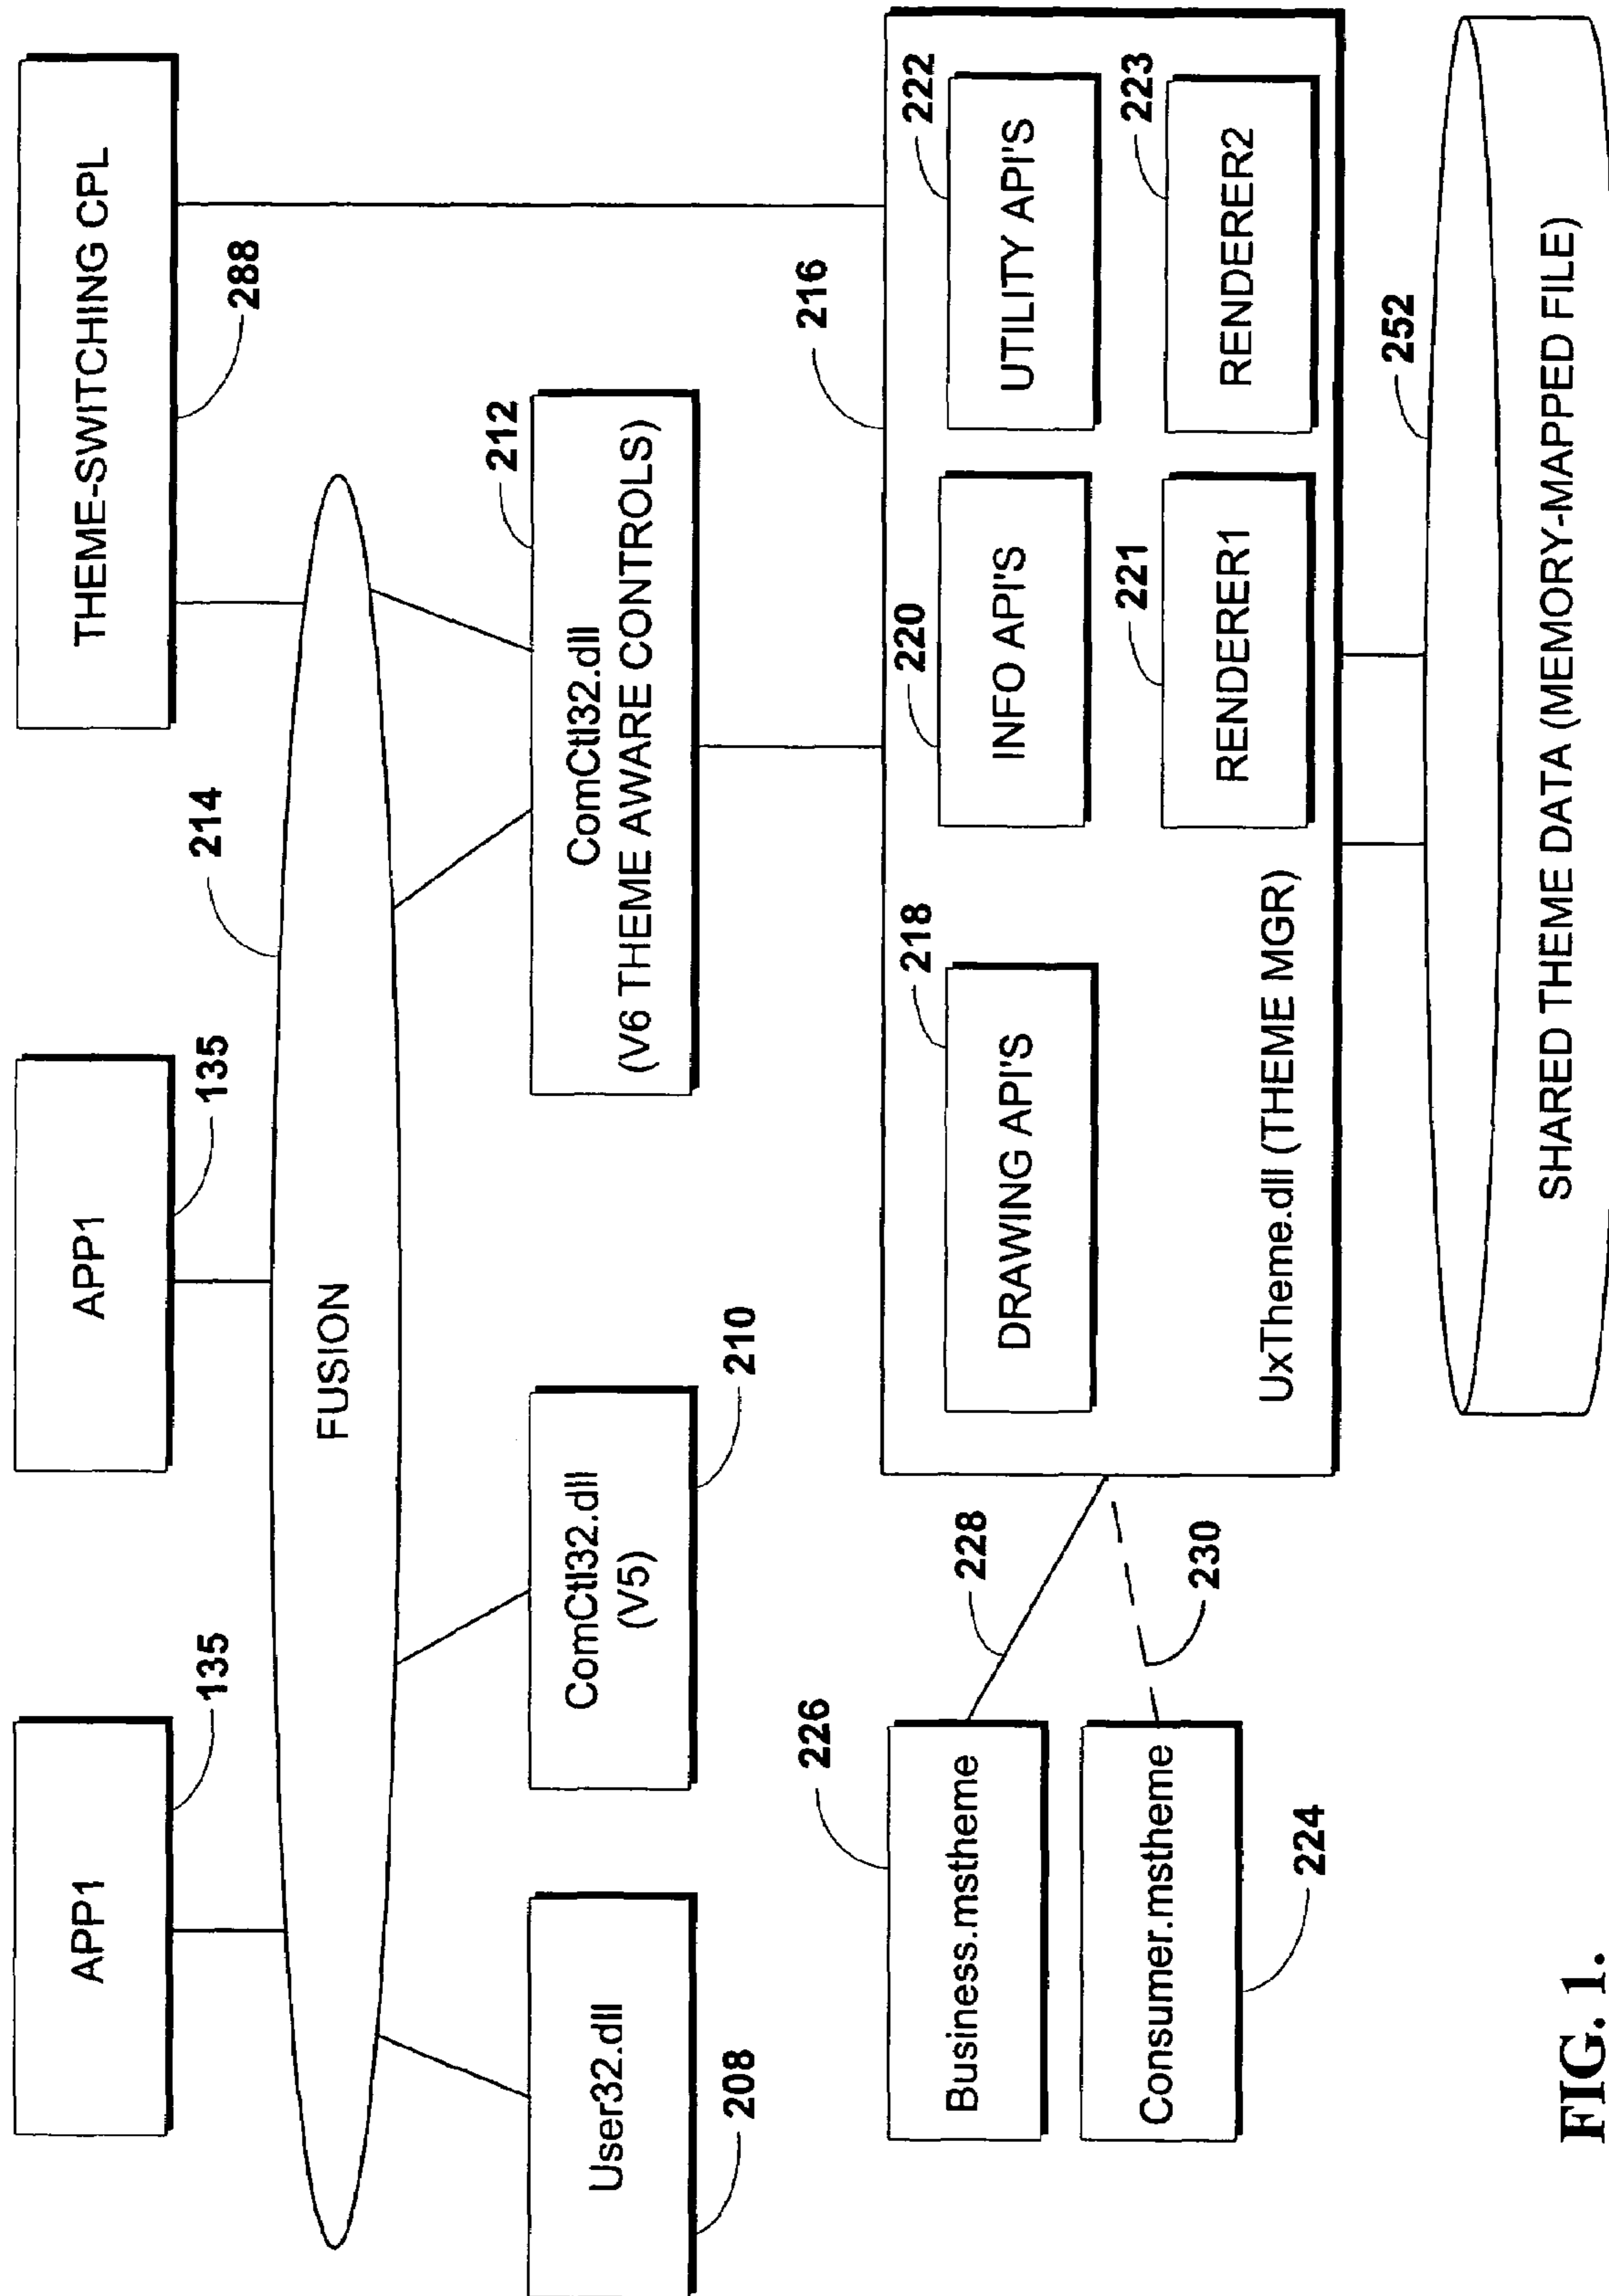 APP1
135
APP1
135
THEME-SWITCHING CPL
288
214
FUSION
User32.dll
208
ComCtl32.dll
(V5)
210
212
ComCtl32.dll
(V6 THEME AWARE CONTROLS)
216
226
Business.mstheme
228
Consumer.mstheme
224
230
218
DRAWING API'S
220
INFO API'S
222
UTILITY API'S
UxTheme.dll (THEME MGR)
221
RENDERER1
223
RENDERER2
252
SHARED THEME DATA (MEMORY-MAPPED FILE)
FIG. 1.